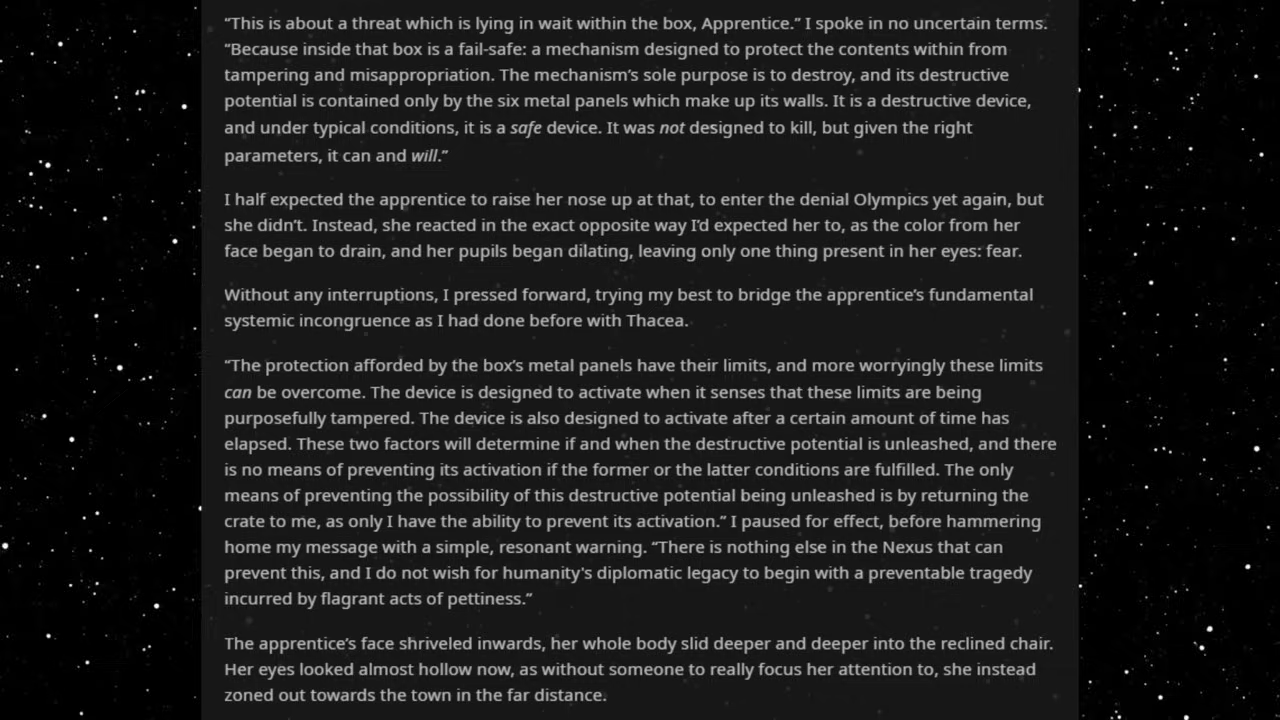 “This is about a threat which is lying in wait within the box, Apprentice.” I spoke in no uncertain terms.
“Because inside that box is a fail-safe: a mechanism designed to protect the contents within from
tampering and misappropriation. The mechanism’s sole purpose is to destroy, and its destructive
potential is contained only by the six metal panels which make up its walls. It is a destructive device,
and under typical conditions, it is a safe device. It was not designed to kill, but given the right
parameters, it can and will.”
I half expected the apprentice to raise her nose up at that, to enter the denial Olympics yet again, but
she didn’t. Instead, she reacted in the exact opposite way I’d expected her to, as the color from her
face began to drain, and her pupils began dilating, leaving only one thing present in her eyes: fear.
Without any interruptions, I pressed forward, trying my best to bridge the apprentice’s fundamental
systemic incongruence as I had done before with Thacea.
“The protection afforded by the box’s metal panels have their limits, and more worryingly these limits
can be overcome. The device is designed to activate when it senses that these limits are being
purposefully tampered. The device is also designed to activate after a certain amount of time has
elapsed. These two factors will determine if and when the destructive potential is unleashed, and there
is no means of preventing its activation if the former or the latter conditions are fulfilled. The only
means of preventing the possibility of this destructive potential being unleashed is by returning the
crate to me, as only I have the ability to prevent its activation.” I paused for effect, before hammering
home my message with a simple, resonant warning. “There is nothing else in the Nexus that can
prevent this, and I do not wish for humanity's diplomatic legacy to begin with a preventable tragedy
incurred by flagrant acts of pettiness.”
The apprentice’s face shriveled inwards, her whole body slid deeper and deeper into the reclined chair.
Her eyes looked almost hollow now, as without someone to really focus her attention to, she instead
zoned out towards the town in the far distance.